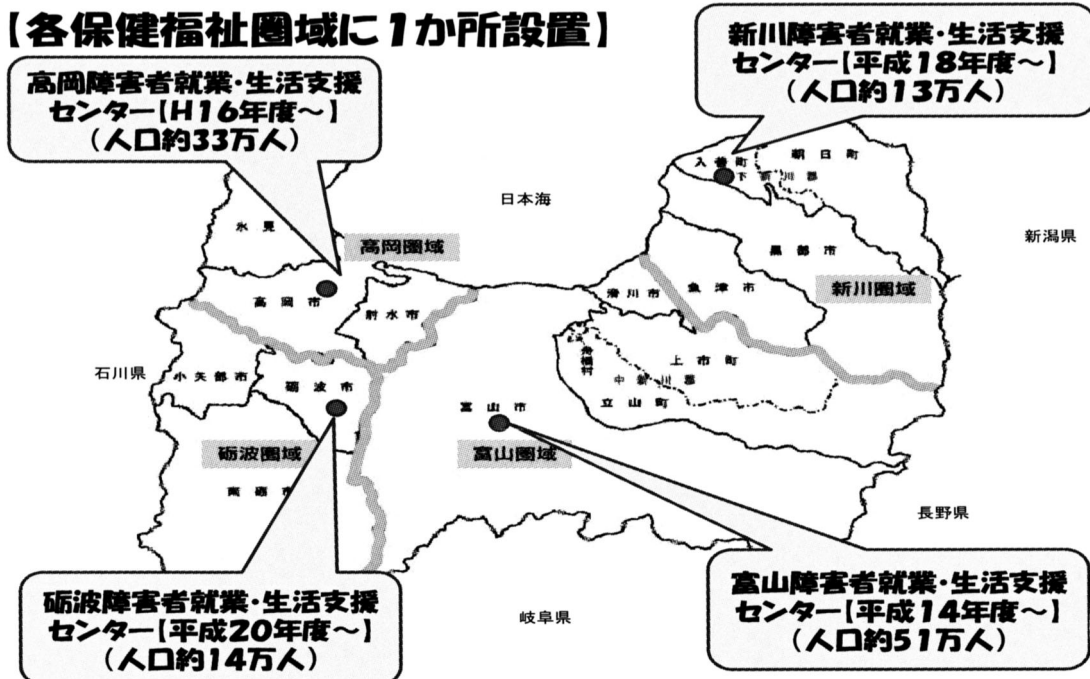 【各保健福祉圏域に1か所設置】
高岡障害者就業・生活支援
センター【H16年度~】
(人口約33万人)
新川障害者就業・生活支援
センター【平成18年度~】
(人口約13万人)
入善町
朝日町
下新川郡
日本海
新潟県
氷見
高岡圏域
黒部市
高岡市
射水市
滑川市
魚津市
新川圏域
石川県
小矢部市
砺波市
舟橋村
上市町
中新川郡
立山町
富山市
砺波圏域
富山圏域
南砺市
長野県
岐阜県
砺波障害者就業・生活支援
センター【平成20年度~】
(人口約14万人)
富山障害者就業・生活支援
センター【平成14年度~】
(人口約51万人)